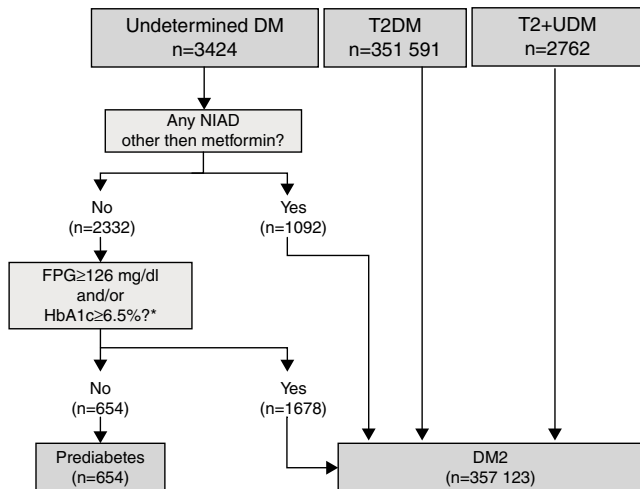 Undetermined DM
n=3424
T2DM
n=351 591
T2+UDM
n=2762
Any NIAD
other then metformin?
No
(n=2332)
Yes
(n=1092)
FPG≥126 mg/dl
and/or
HbA1c≥6.5%?*
No
(n=654)
Yes
(n=1678)
Prediabetes
(n=654)
DM2
(n=357 123)